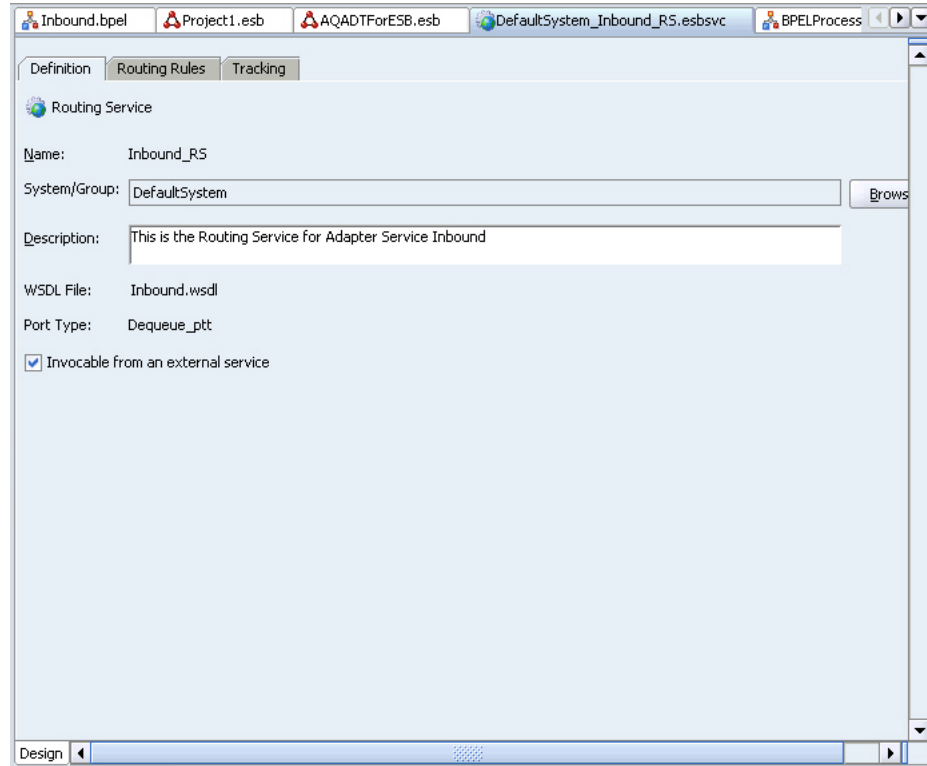 Inbound.bpel Project1.esb AQADTForESB.esb DefaultSystem_Inbound_RS.esbsvc BPELProcess
Definition Routing Rules Tracking
Routing Service
Name: Inbound_RS
System/Group: DefaultSystem Brows
Description: This is the Routing Service for Adapter Service Inbound
WSDL File: Inbound.wsdl
Port Type: Dequeue_ptt
Invocable from an external service
Design